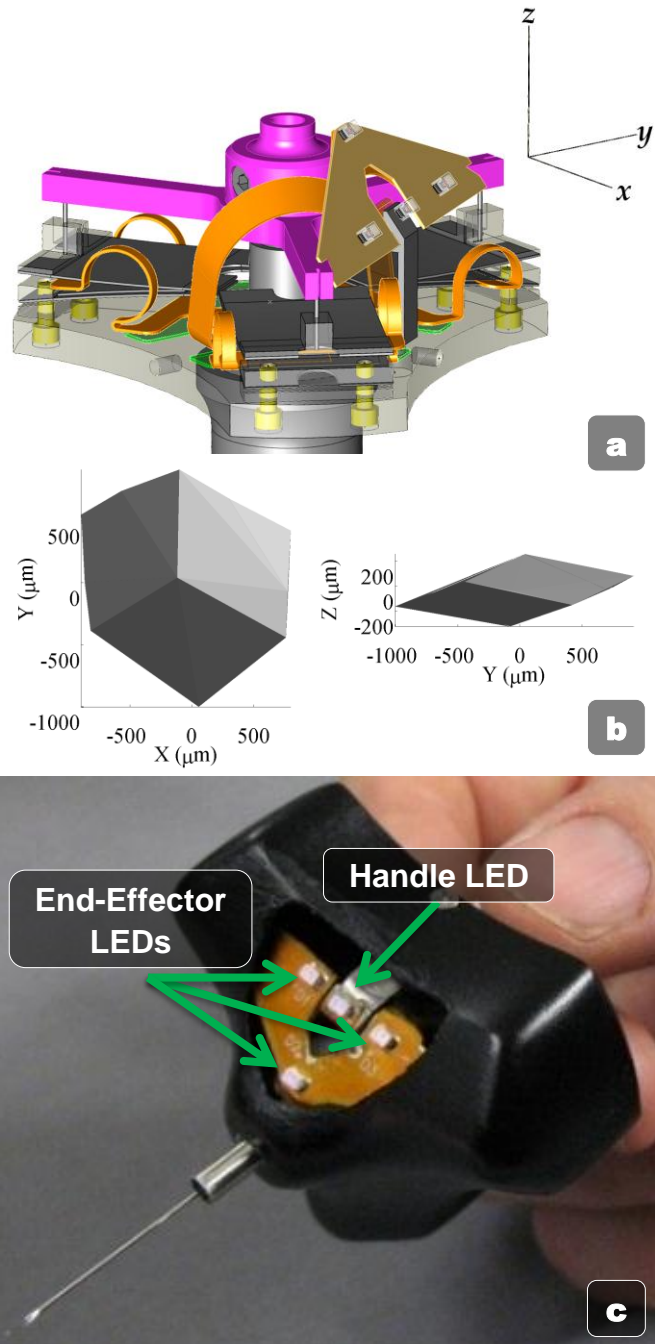 z
y
x
a
500
0
-500
-1000
Y (μm)
-500 0 500
X (μm)
200
0
-200
Z (μm)
-1000 -500 0 500
Y (μm)
b
Handle LED
End-Effector
LEDs
c